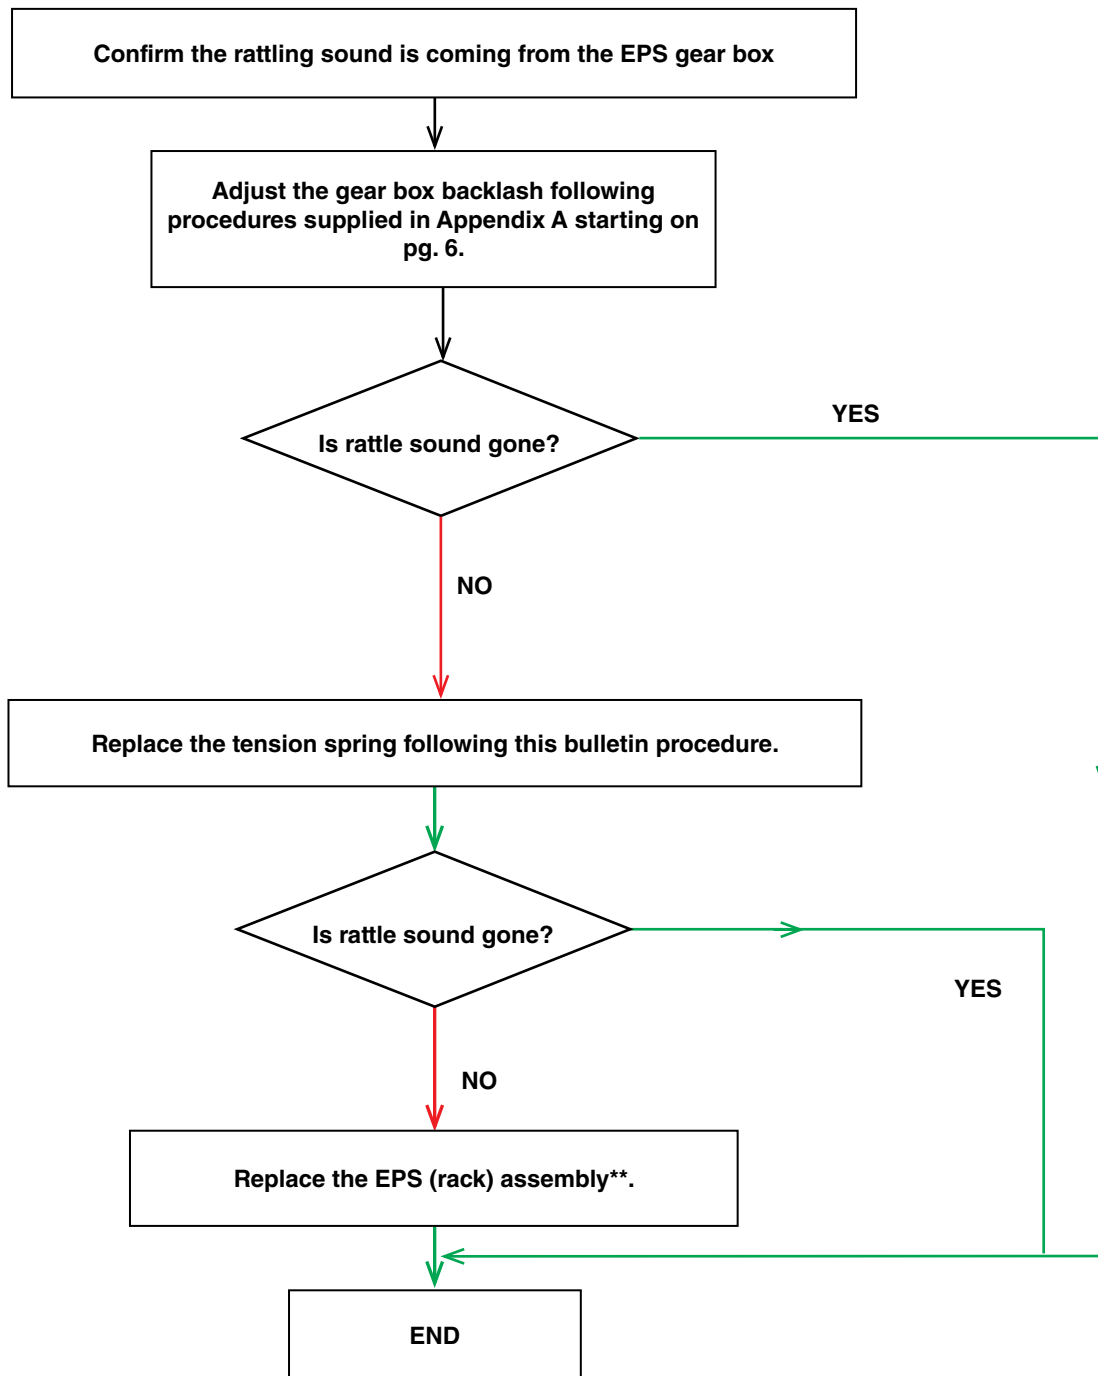 Confirm the rattling sound is coming from the EPS gear box
Adjust the gear box backlash following
procedures supplied in Appendix A starting on
pg. 6.
Is rattle sound gone?
YES
NO
Replace the tension spring following this bulletin procedure.
Is rattle sound gone?
YES
NO
Replace the EPS (rack) assembly**.
END